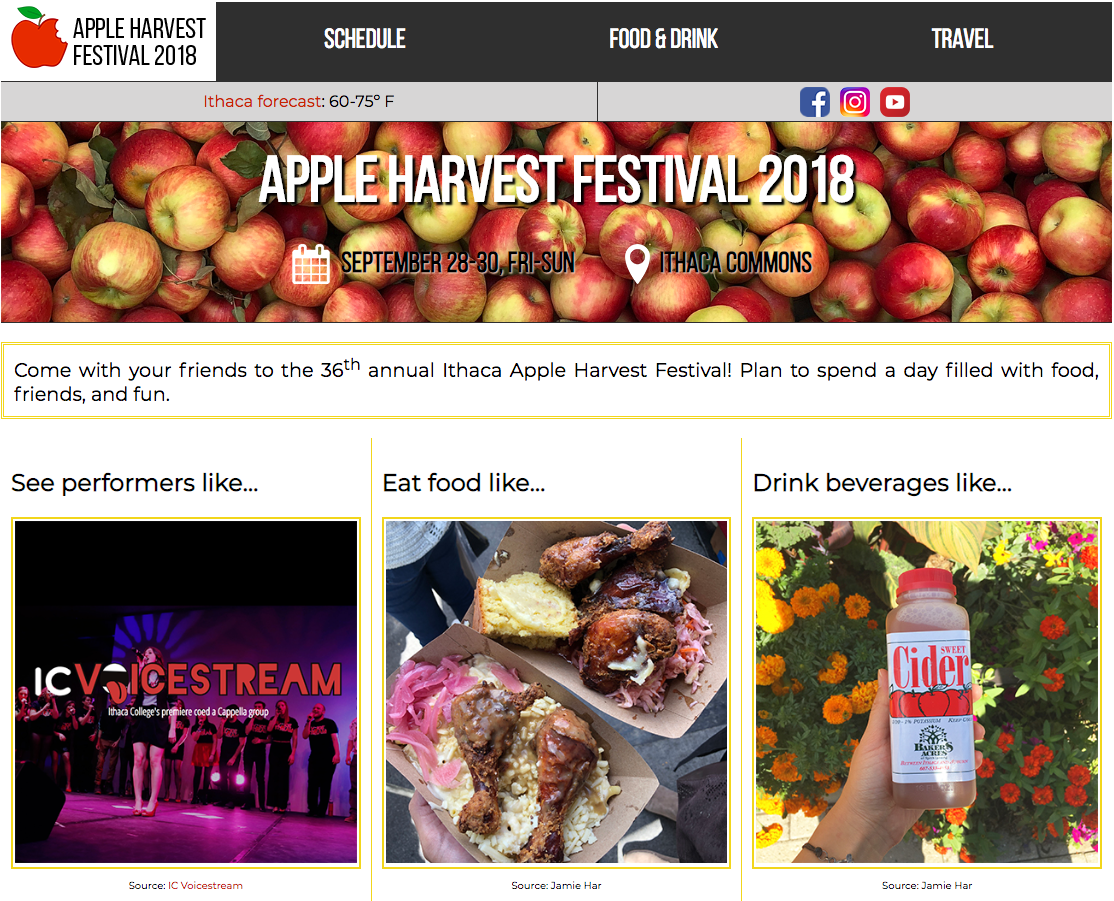 APPLE HARVEST
FESTIVAL 2018
SCHEDULE
FOOD & DRINK
TRAVEL
Ithaca forecast: 60-75° F
APPLE HARVEST FESTIVAL 2018
SEPTEMBER 28-30, FRI-SUN
ITHACA COMMONS
Come with your friends to the 36th annual Ithaca Apple Harvest Festival! Plan to spend a day filled with food,
friends, and fun.
See performers like...
IC VOICESTREAM
Ithaca College's premiere coed a Cappella group
Source: IC Voicestream
Eat food like...
Source: Jamie Har
Drink beverages like...
SWEET
Cider
BAKER'S
ACRES
Source: Jamie Har